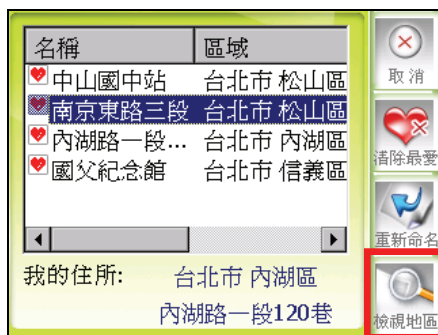 名稱 區域
中山國中站 台北市 松山區
南京東路三段 台北市 松山區
內湖路一段... 台北市 內湖區
國父紀念館 台北市 信義區
我的住所: 台北市 內湖區
內湖路一段120巷
取消
清除最愛
重新命名
檢視地區